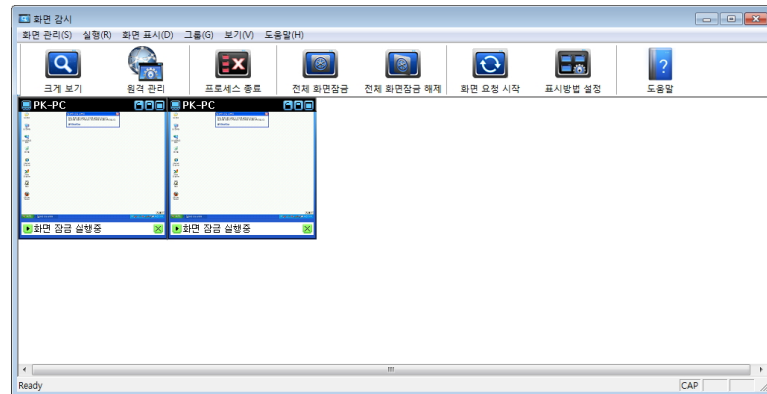 화면 감시
화면 관리(S) 실행(R) 화면 표시(D) 그룹(G) 보기(V) 도움말(H)
크게 보기 원격 관리 프로세스 종료 전체 화면잠금 전체 화면잠금 해제 화면 요청 시작 표시방법 설정 도움말
PK-PC PK-PC
화면 잠금 실행중 화면 잠금 실행중
Ready CAP